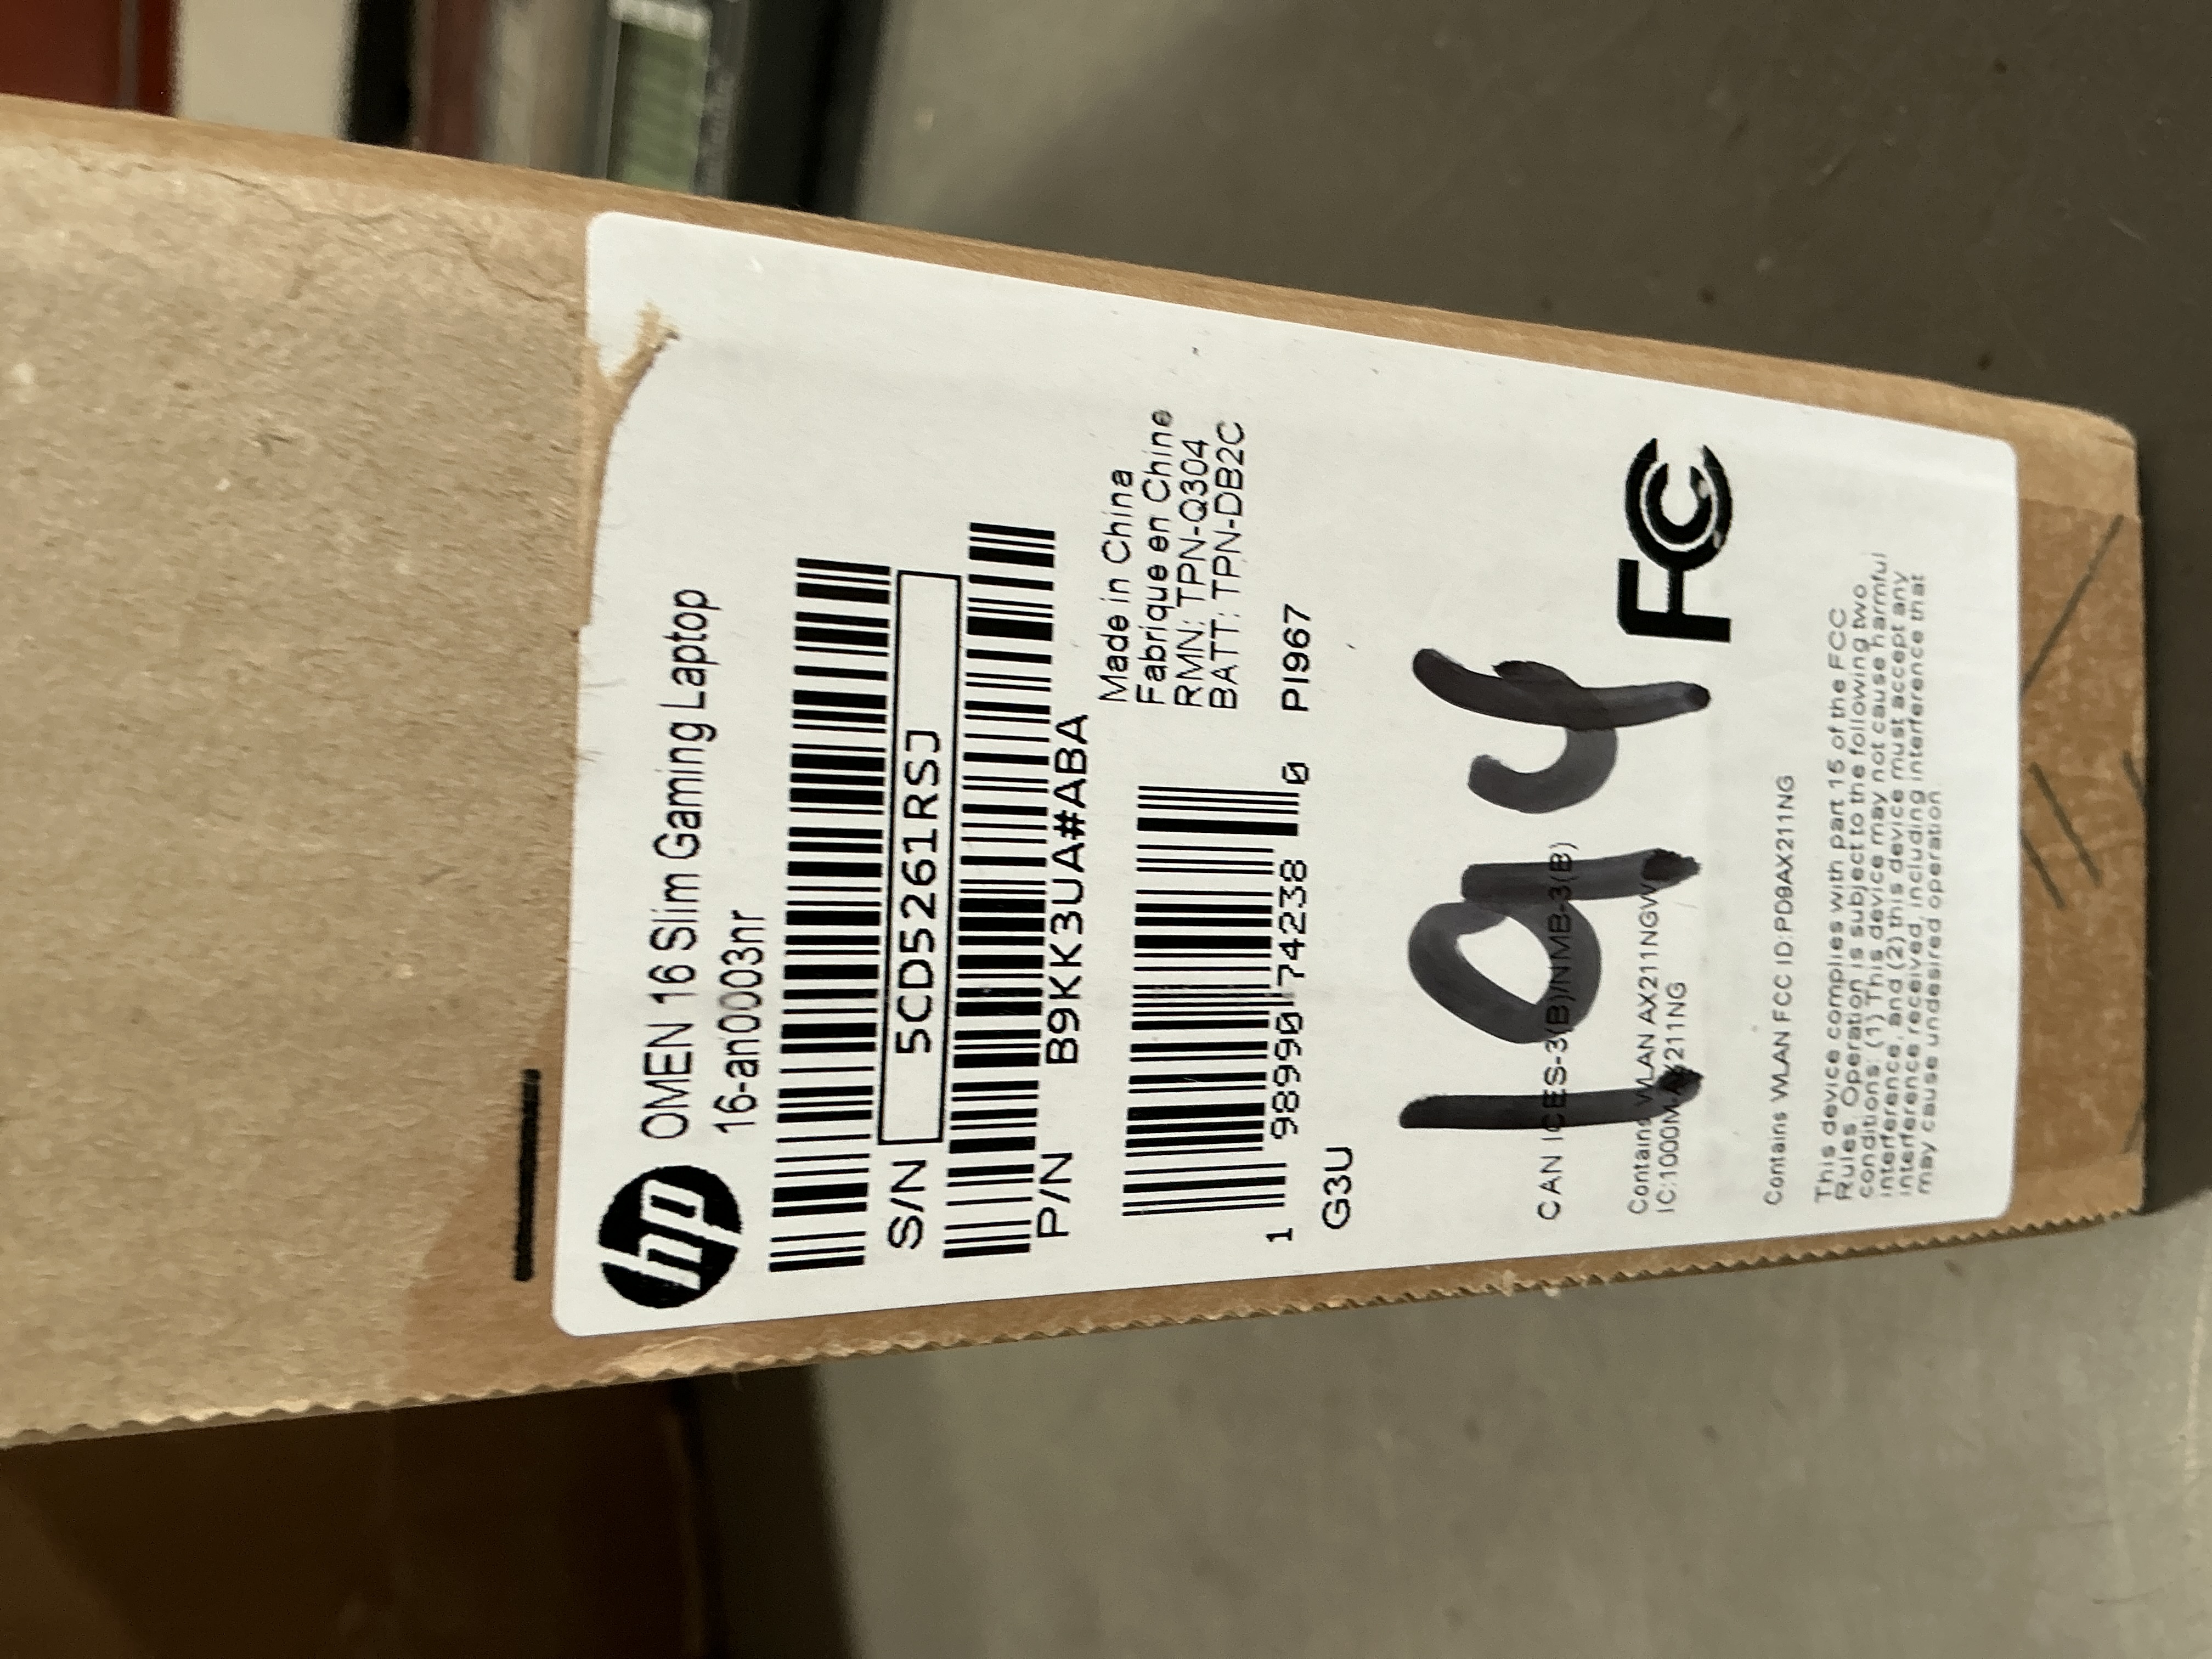 hp
OMEN 16 Slim Gaming Laptop
16-an0003nr
S/N 5CD5261RSJ
P/N B9KK3UA#ABA
Made in China
Fabrique en Chine
RMN: TPN-Q304
BATT: TPN-DB2C
1 98990 74238 0 PI967
G3U
194
CAN ICES-3(B)/NMB-3(B)
Contains WLAN AX211NGW
IC:1000M-AX211NG
FC
Contains WLAN FCC ID:PD9AX211NG
This device complies with part 15 of the FCC
Rules. Operation is subject to the following two
conditions: (1) This device may not cause harmful
interference, and (2) this device must accept any
interference received, including interference that
may cause undesired operation.